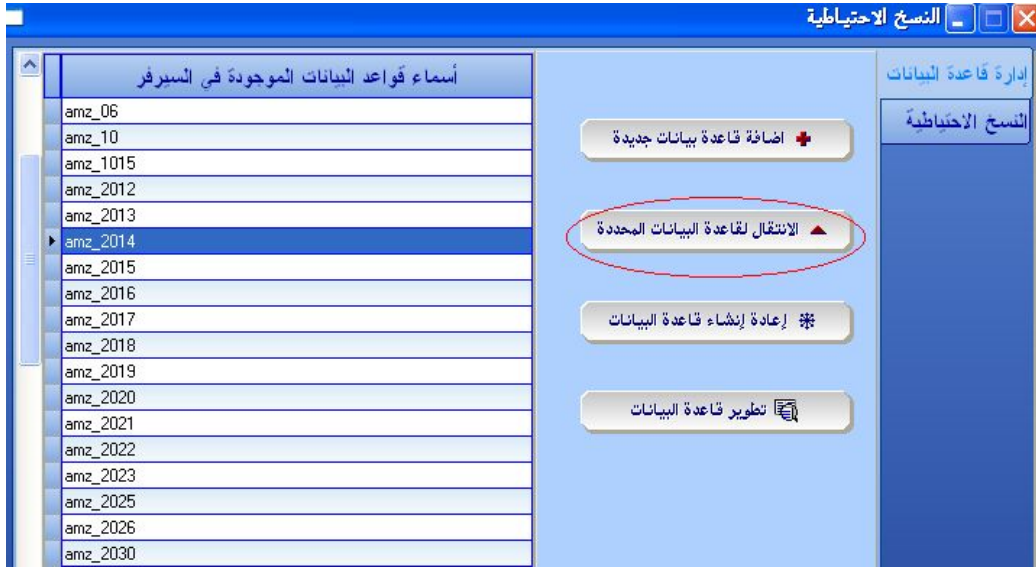 النسخ الاحتياطية
إدارة قاعدة البيانات
النسخ الاحتياطية
اضافة قاعدة بيانات جديدة
الانتقال لقاعدة البيانات المحددة
إعادة إنشاء قاعدة البيانات
تطوير قاعدة البيانات
أسماء قواعد البيانات الموجودة في السيرفر
amz_06
amz_10
amz_1015
amz_2012
amz_2013
amz_2014
amz_2015
amz_2016
amz_2017
amz_2018
amz_2019
amz_2020
amz_2021
amz_2022
amz_2023
amz_2025
amz_2026
amz_2030